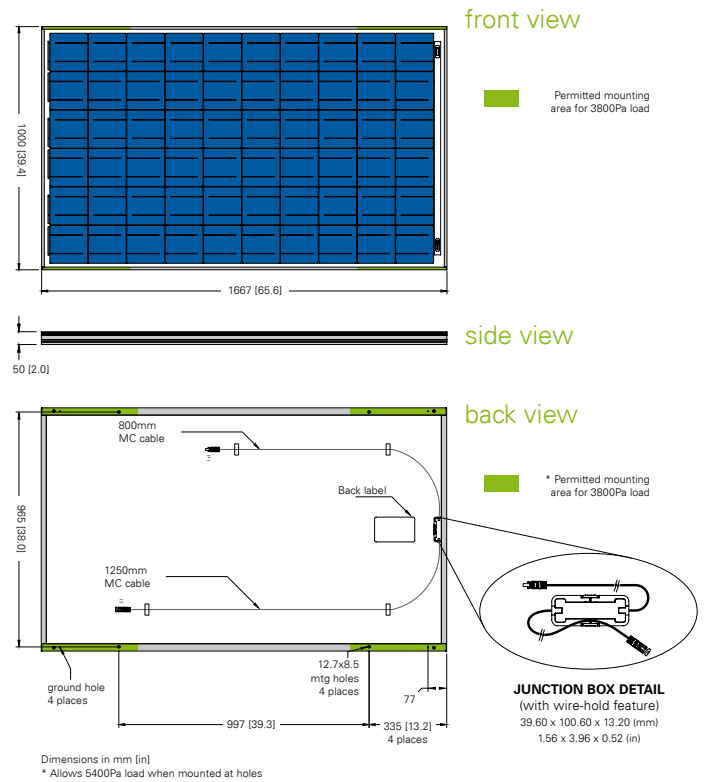 front view
Permitted mounting
area for 3800Pa load
1000 [39.4]
1667 [65.6]
side view
50 [2.0]
back view
800mm
MC cable
* Permitted mounting
area for 3800Pa load
Back label
965 [38.0]
1250mm
MC cable
ground hole
4 places
12.7x8.5
mtg holes
4 places
77
997 [39.3]
335 [13.2]
4 places
JUNCTION BOX DETAIL
(with wire-hold feature)
39.60 x 100.60 x 13.20 (mm)
1.56 x 3.96 x 0.52 (in)
Dimensions in mm [in]
* Allows 5400Pa load when mounted at holes